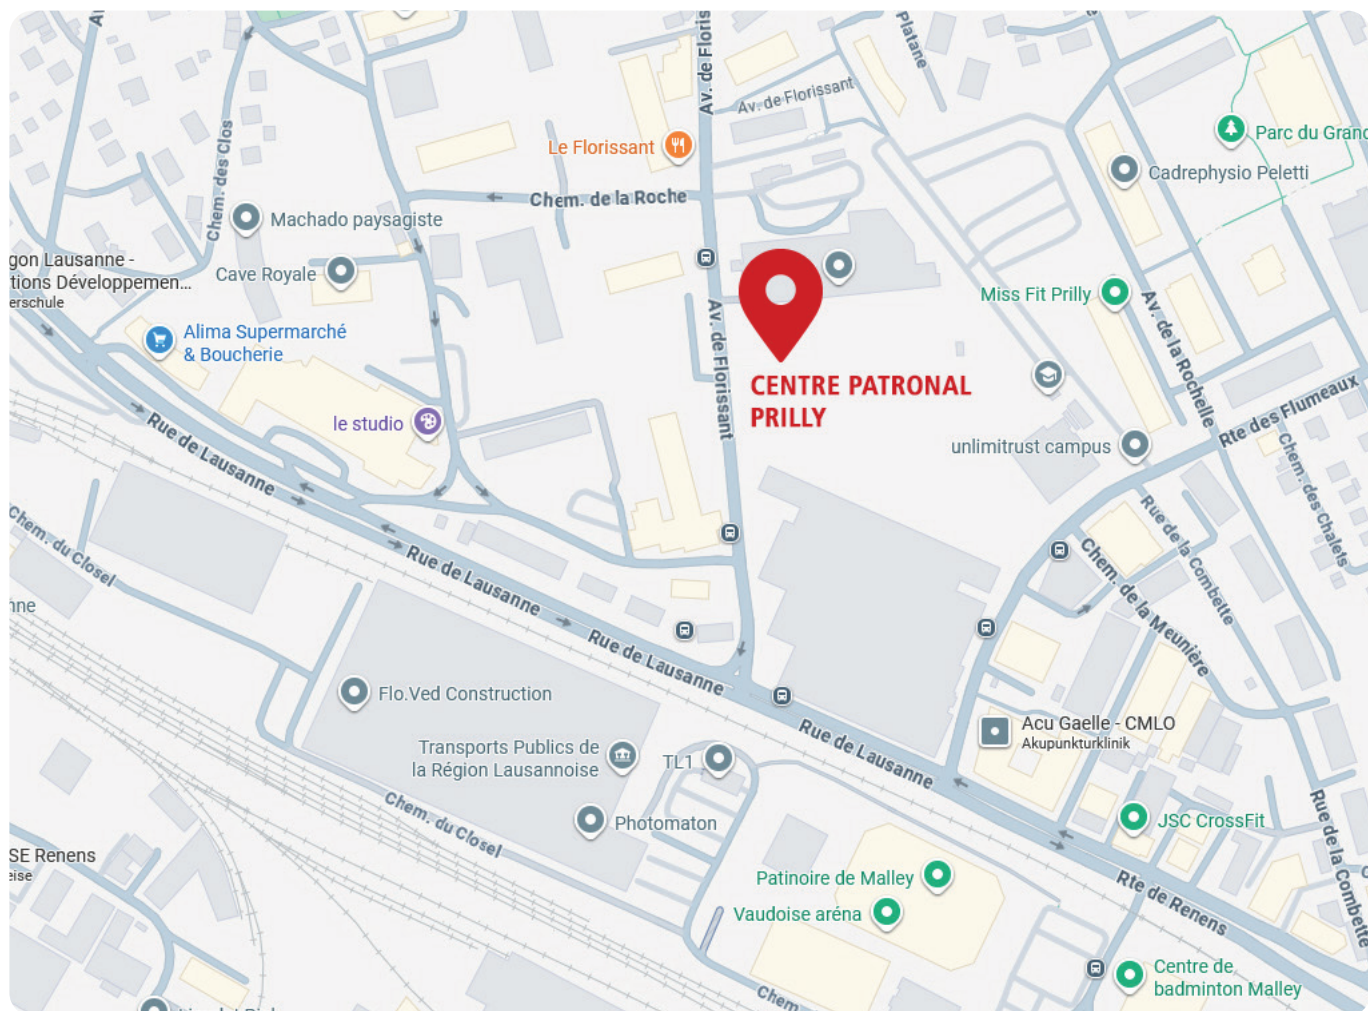 Av. de Floris
Platane
Av. de Florissant
Le Florissant
Parc du Grand
Cadrephysio Peletti
Chem. de la Roche
Chem. des Clos
Machado paysagiste
gon Lausanne -
tions Développemen...
erschule
Cave Royale
Miss Fit Prilly
Av. de Florissant
Av. de la Rochelle
Alima Supermarché
& Boucherie
CENTRE PATRONAL
PRILLY
le studio
Rte des Flumeaux
unlimitrust campus
Rue de Lausanne
Chem. des Chalets
Chem. du Closel
Rue de la Combette
Rue de Lausanne
Chem. de la Meunière
nne
Rue de Lausanne
Flo.Ved Construction
Acu Gaelle - CMLO
Akupunkturklinik
Rue de Lausanne
Transports Publics de
la Région Lausannoise
TL1
Chem. du Closel
Photomaton
JSC CrossFit
Rue de la Combette
SE Renens
eise
Patinoire de Malley
Vaudoise aréna
Rte de Renens
Centre de
badminton Malley
Chem